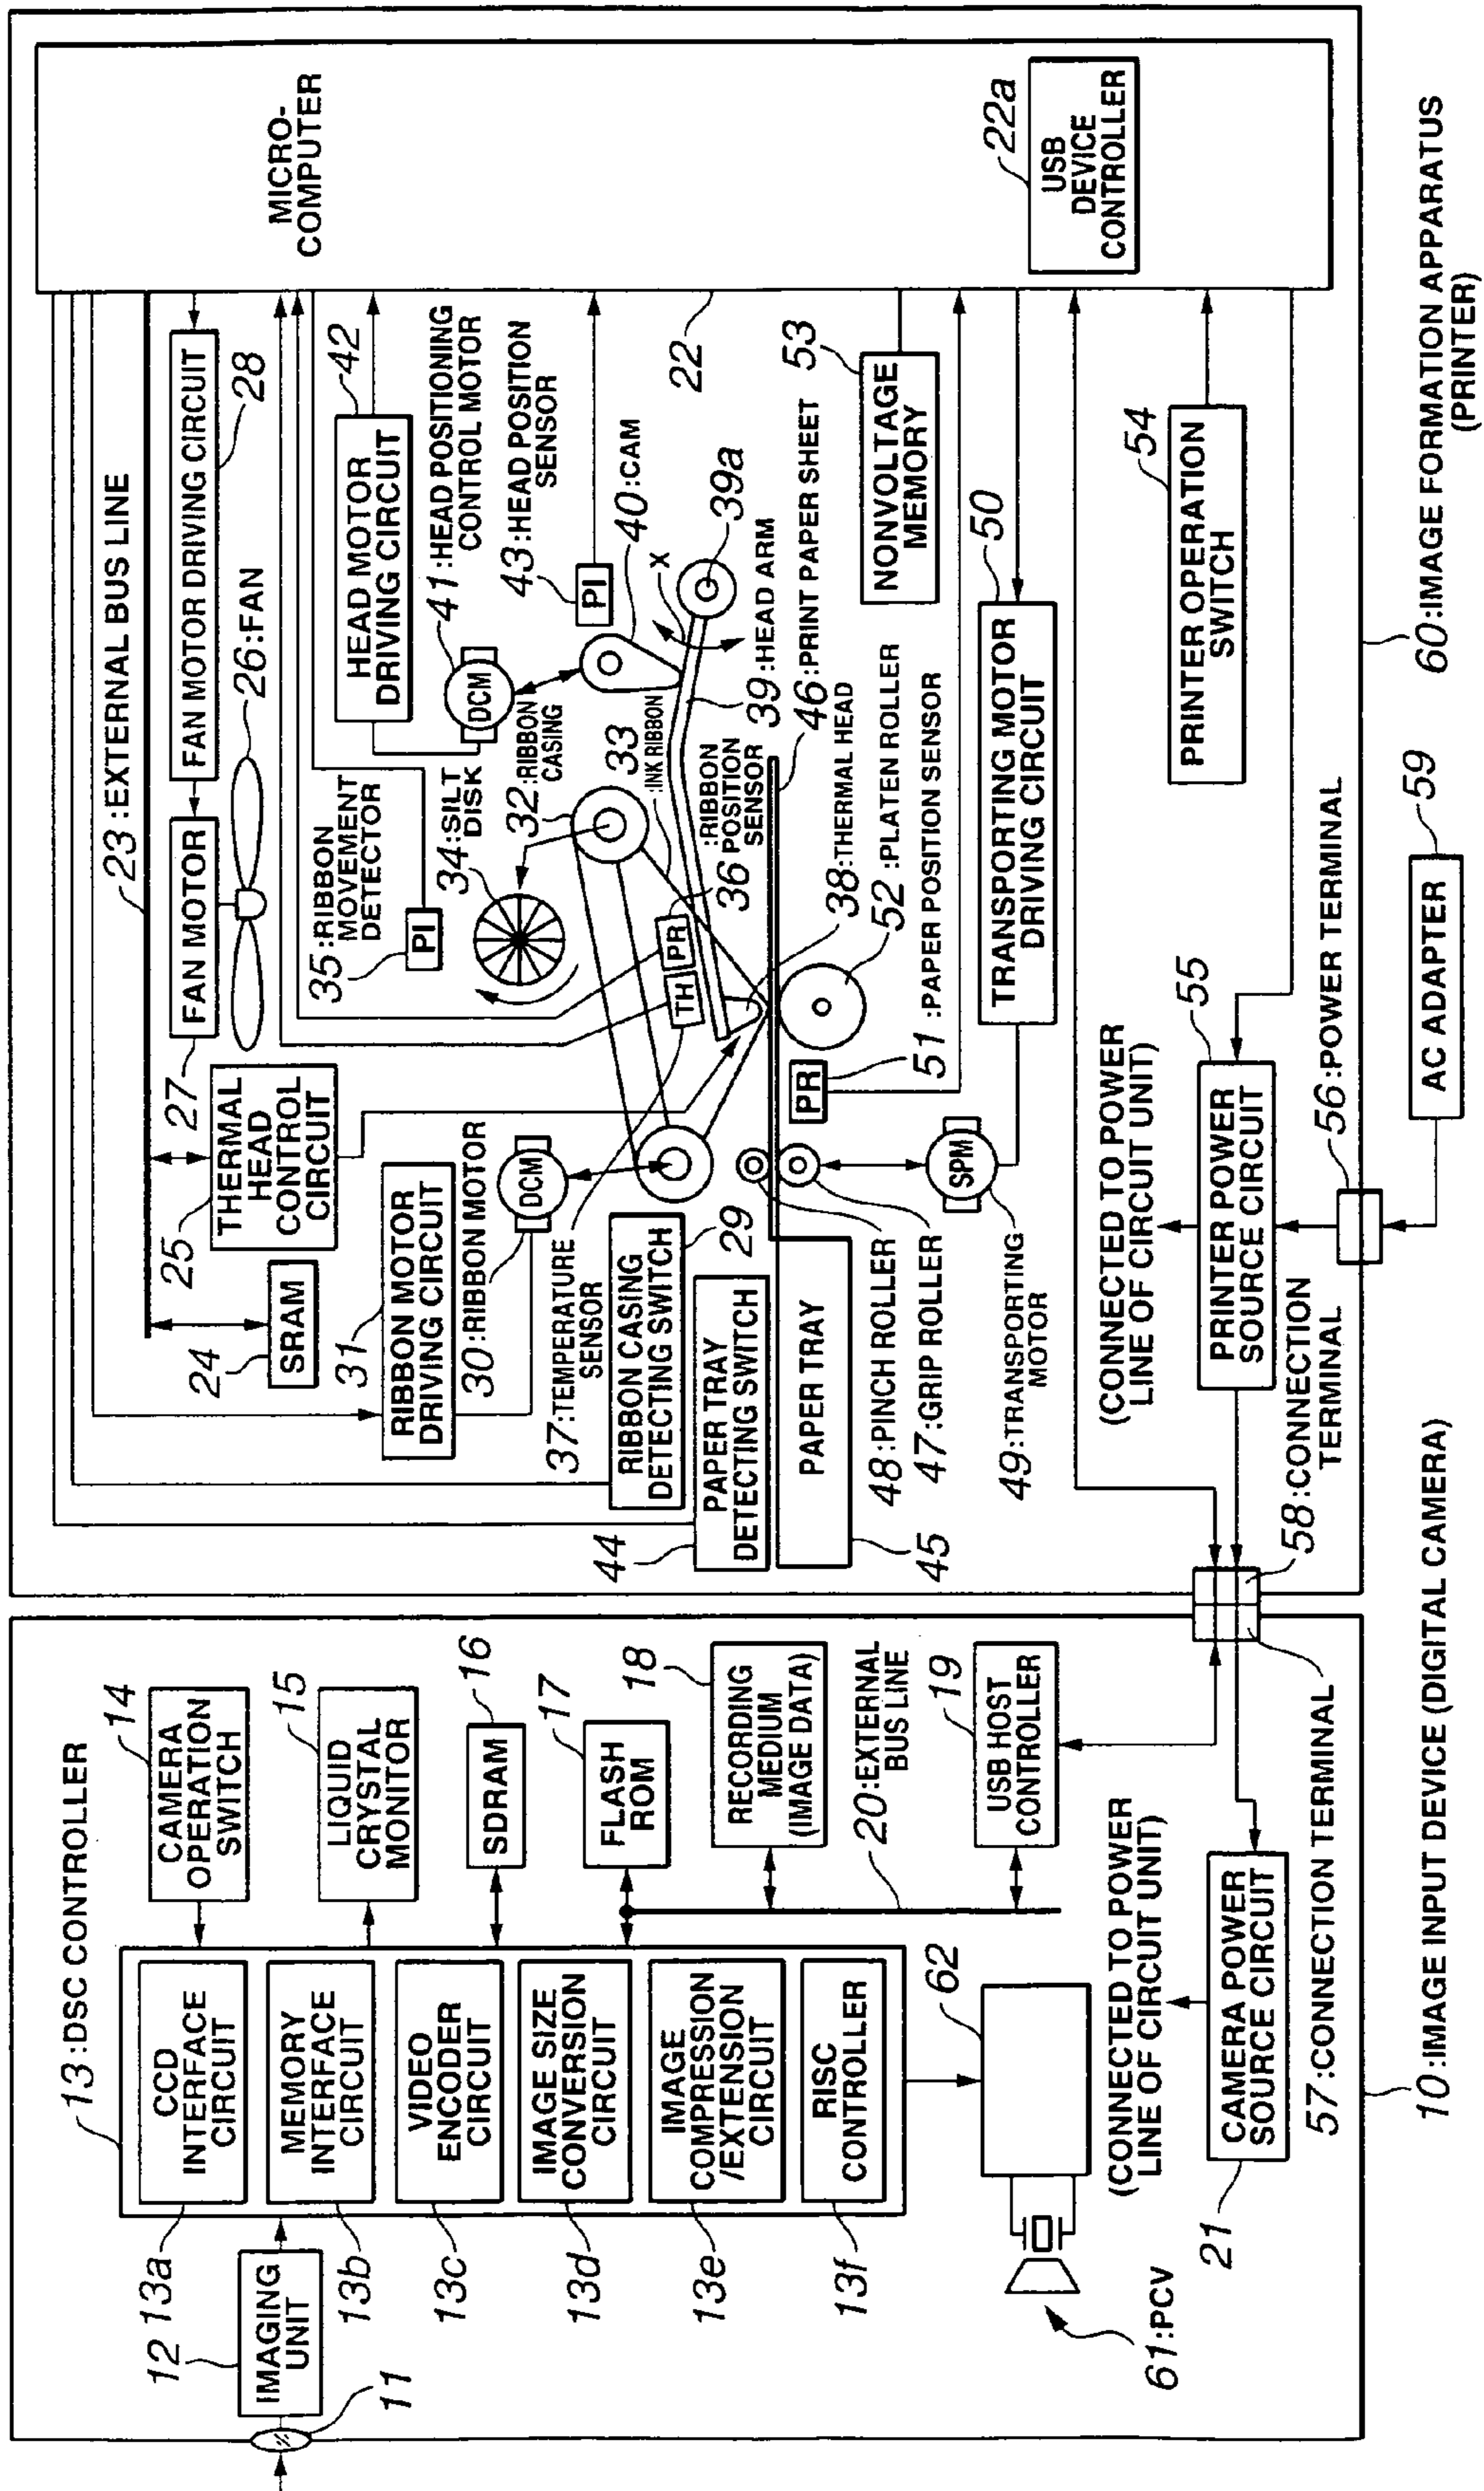 13:DSC CONTROLLER
14
CAMERA
OPERATION
SWITCH
15
LIQUID
CRYSTAL
MONITOR
16
SDRAM
17
FLASH
ROM
18
RECORDING
MEDIUM
(IMAGE DATA)
20:EXTERNAL
BUS LINE
19
USB HOST
CONTROLLER
11
12
IMAGING
UNIT
13a
CCD
INTERFACE
CIRCUIT
13b
MEMORY
INTERFACE
CIRCUIT
13c
VIDEO
ENCODER
CIRCUIT
13d
IMAGE SIZE
CONVERSION
CIRCUIT
13e
IMAGE
COMPRESSION
/EXTENSION
CIRCUIT
13f
RISC
CONTROLLER
62
61:PCV
(CONNECTED TO POWER
LINE OF CIRCUIT UNIT)
21
CAMERA POWER
SOURCE CIRCUIT
57:CONNECTION TERMINAL
10:IMAGE INPUT DEVICE (DIGITAL CAMERA)
23:EXTERNAL BUS LINE
24
SRAM
25
THERMAL
HEAD
CONTROL
CIRCUIT
27
FAN MOTOR
26:FAN
FAN MOTOR DRIVING CIRCUIT
28
MICRO-
COMPUTER
22
USB
DEVICE
CONTROLLER
22a
31
RIBBON MOTOR
DRIVING CIRCUIT
30:RIBBON MOTOR
DCM
35:RIBBON
MOVEMENT
DETECTOR
PI
34:SILT
DISK
32:RIBBON
CASING
33
:INK RIBBON
HEAD MOTOR
DRIVING CIRCUIT
42
41:HEAD POSITIONING
CONTROL MOTOR
DCM
43:HEAD POSITION
SENSOR
PI
40:CAM
X
39a
39:HEAD ARM
37:TEMPERATURE
SENSOR
TH
PR
36
:RIBBON
POSITION
SENSOR
29
RIBBON CASING
DETECTING SWITCH
44
PAPER TRAY
DETECTING SWITCH
45
PAPER TRAY
46:PRINT PAPER SHEET
38:THERMAL HEAD
52:PLATEN ROLLER
51:PAPER POSITION SENSOR
PR
48:PINCH ROLLER
47:GRIP ROLLER
49:TRANSPORTING
MOTOR
SPM
TRANSPORTING MOTOR
DRIVING CIRCUIT
50
NONVOLTAGE
MEMORY
53
PRINTER OPERATION
SWITCH
54
(CONNECTED TO POWER
LINE OF CIRCUIT UNIT)
PRINTER POWER
SOURCE CIRCUIT
55
56:POWER TERMINAL
58:CONNECTION
TERMINAL
AC ADAPTER
59
60:IMAGE FORMATION APPARATUS
(PRINTER)